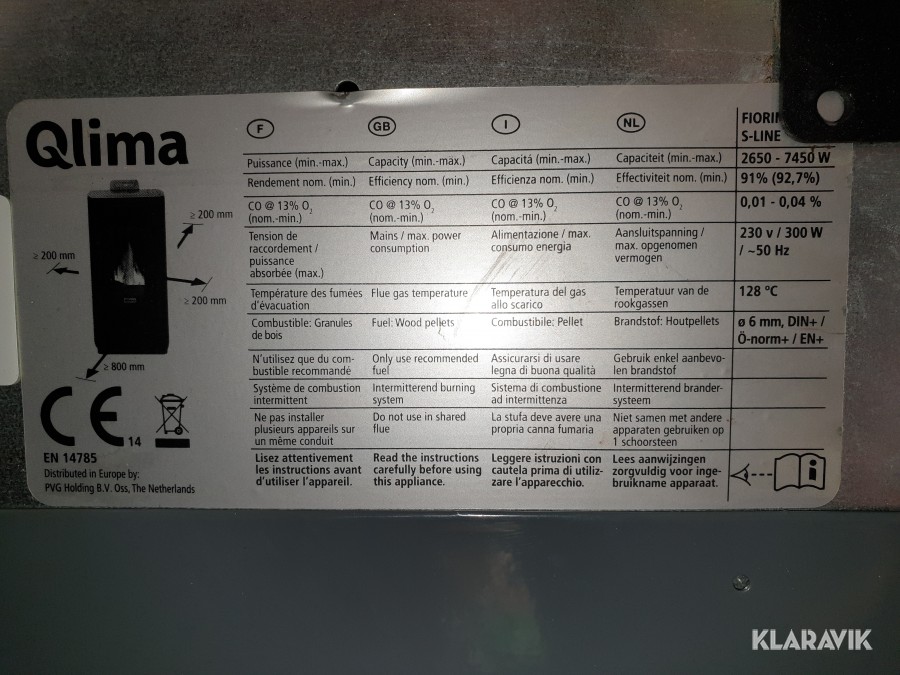 Qlima
≥ 200 mm
≥ 200 mm
≥ 200 mm
≥ 800 mm
CE 14
EN 14785
Distributed in Europe by:
PVG Holding B.V. Oss, The Netherlands
F GB I NL FIORIN
S-LINE
Puissance (min.-max.) Capacity (min.-max) Capacitá (min.-max.) Capaciteit (min.-max.) 2650 - 7450 W
Rendement nom. (min.) Efficiency nom. (min.) Efficienza nom. (min.) Effectiviteit nom. (min.) 91% (92,7%)
CO @ 13% O₂ CO @ 13% O₂ CO @ 13% O₂ CO @ 13% O₂ 0,01 - 0,04 %
(nom.-min.) (nom.-min.) (nom.-min.) (nom.-min.)
Tension de Mains / max. power Alimentazione / max. Aansluitspanning / 230 v / 300 W
raccordement / consumption consumo energia max. opgenomen / ~50 Hz
puissance vermogen
absorbée (max.)
Température des fumées Flue gas temperature Temperatura del gas Temperatuur van de 128 °C
d'évacuation allo scarico rookgassen
Combustible: Granules Fuel: Wood pellets Combustibile: Pellet Brandstof: Houtpellets ø 6 mm, DIN+ /
de bois Ö-norm+ / EN+
N'utilisez que du com- Only use recommended Assicurarsi di usare Gebruik enkel aanbevo-
bustible recommandé fuel legna di buona qualità len brandstof
Système de combustion Intermitterend burning Sistema di combustione Intermitterend brander-
intermittent system ad intermittenza systeem
Ne pas installer Do not use in shared La stufa deve avere una Niet samen met andere
plusieurs appareils sur flue propria canna fumaria apparaten gebruiken op
un même conduit 1 schoorsteen
Lisez attentivement Read the instructions Leggere istruzioni con Lees aanwijzingen
les instructions avant carefully before using cautela prima di utiliz- zorgvuldig voor inge-
d'utiliser l'appareil. this appliance. zare l'apparecchio. bruikname apparaat.
KLARAVIK